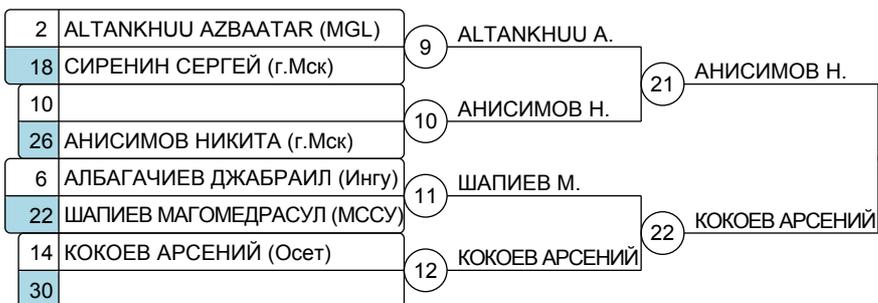 2 ALTANKHUU AZBAATAR (MGL)
18 СИРЕНИН СЕРГЕЙ (г.Мск)
10
26 АНИСИМОВ НИКИТА (г.Мск)
6 АЛБАГАЧИЕВ ДЖАБРАИЛ (Ингу)
22 ШАПИЕВ МАГОМЕДРАСУЛ (МССУ)
14 КОКОЕВ АРСЕНИЙ (Осет)
30
9 ALTANKHUU A.
10 АНИСИМОВ Н.
11 ШАПИЕВ М.
12 КОКОЕВ АРСЕНИЙ
21 АНИСИМОВ Н.
22 КОКОЕВ АРСЕНИЙ